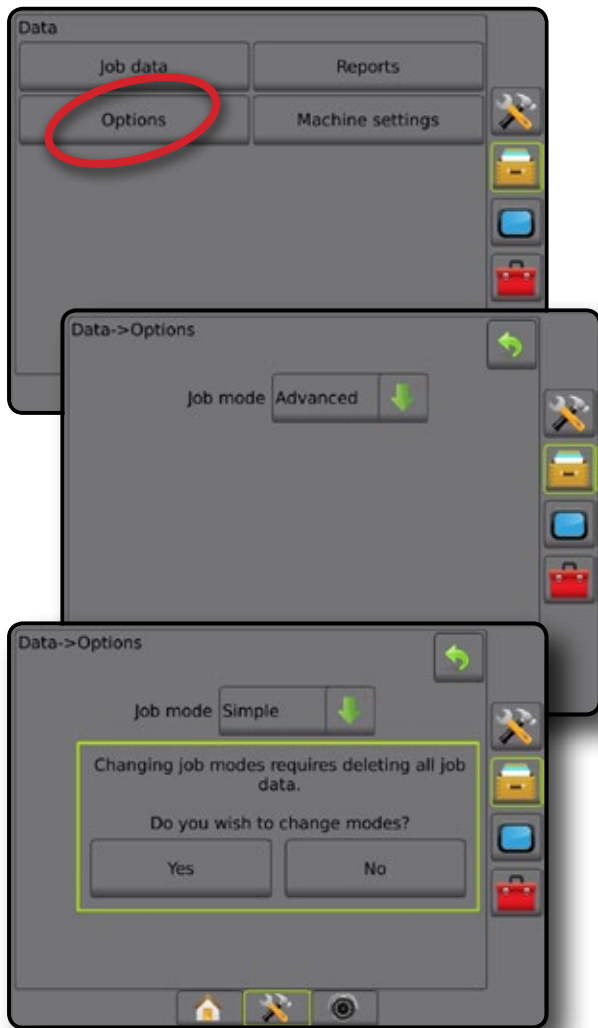 Data
Job data Reports
Options Machine settings
Data->Options
Job mode Advanced
Data->Options
Job mode Simple
Changing job modes requires deleting all job
data.
Do you wish to change modes?
Yes No